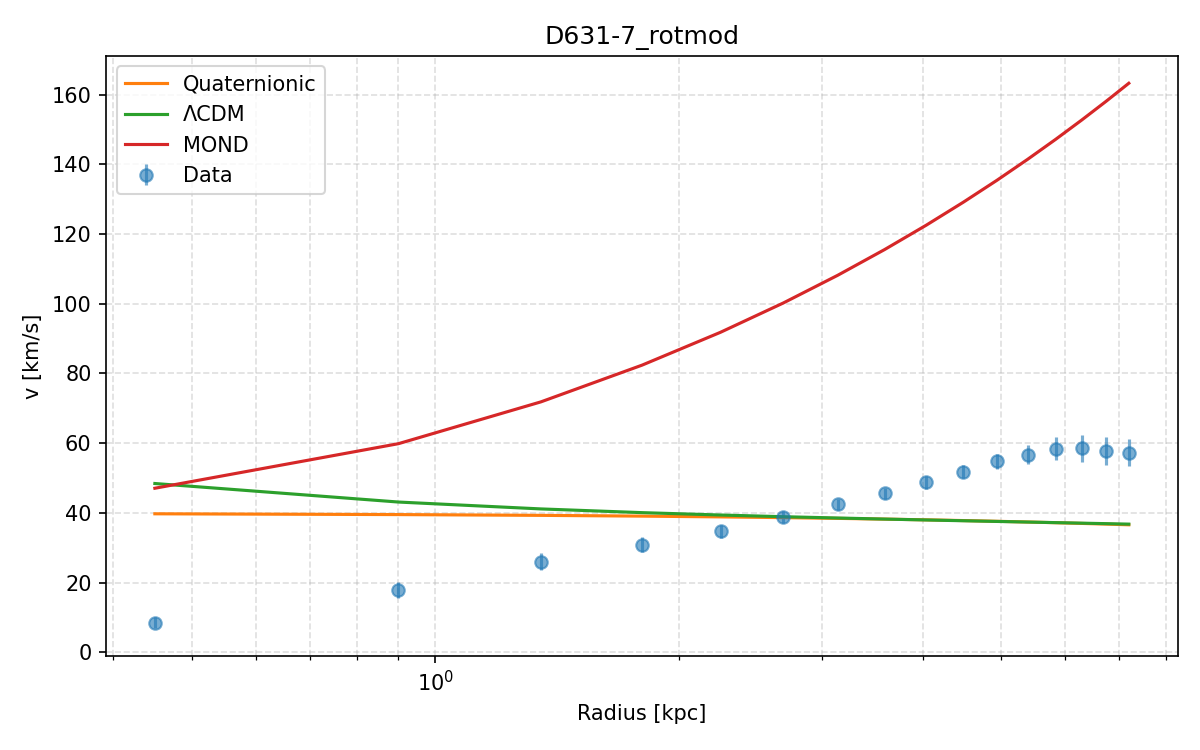 D631-7_rotmod
Quaternionic
ΛCDM
MOND
Data
160
140
120
100
80
60
40
20
0
v [km/s]
10⁰
Radius [kpc]